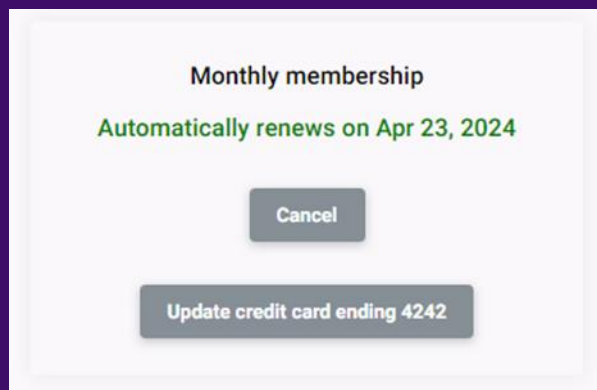 Monthly membership
Automatically renews on Apr 23, 2024
Cancel
Update credit card ending 4242